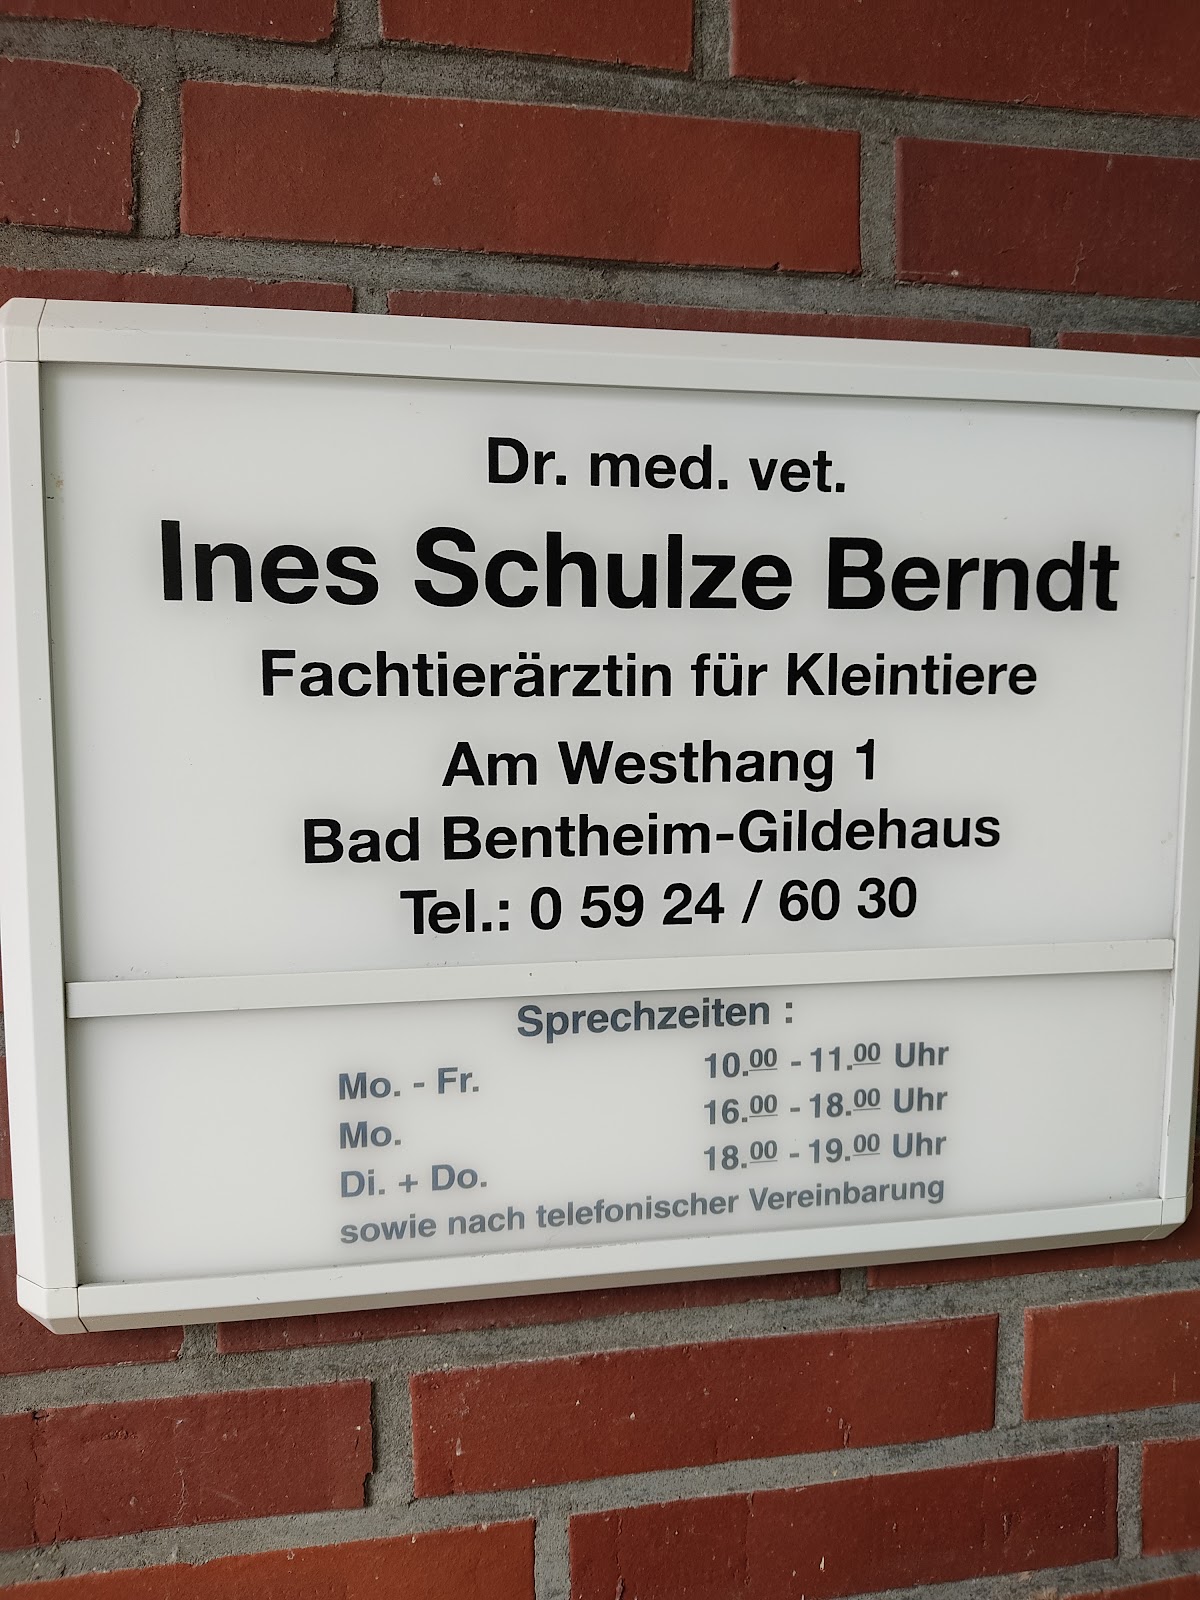 Dr. med. vet.
Ines Schulze Berndt
Fachtierärztin für Kleintiere
Am Westhang 1
Bad Bentheim-Gildehaus
Tel.: 0 59 24 / 60 30
Sprechzeiten :
Mo. - Fr. 10.00 - 11.00 Uhr
Mo. 16.00 - 18.00 Uhr
Di. + Do. 18.00 - 19.00 Uhr
sowie nach telefonischer Vereinbarung